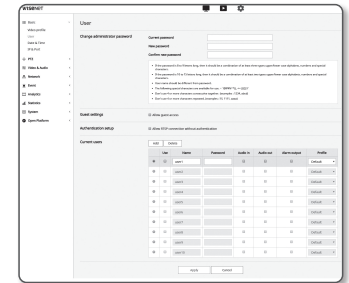 WISENET
Basic
Video profile
User
Date & Time
IP & Port
PTZ
Video & Audio
Network
Event
Analytics
Statistics
System
Open Platform
User
Change administrator password
Current password
New password
Confirm new password
Guest settings
Allow guest access
Authentication setup
Allow RTSP connection without authentication
Current users
Add
Delete
Use
Name
Password
Audio in
Audio out
Alarm output
Profile
user1
Default
user2
Default
user3
Default
user4
Default
user5
Default
user6
Default
user7
Default
user8
Default
user9
Default
user10
Default
Apply
Cancel